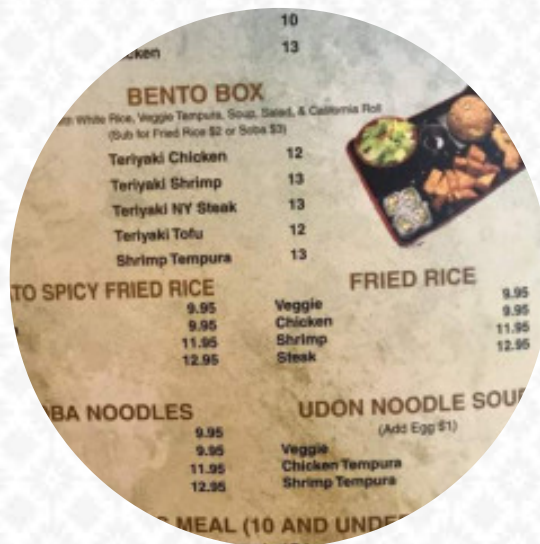 10
13
BENTO BOX
White Rice, Veggie Tempura, Soup, Salad, & California Roll
(Sub for Fried Rice $2 or Soba $3)
Teriyaki Chicken 12
Teriyaki Shrimp 13
Teriyaki NY Steak 13
Teriyaki Tofu 12
Shrimp Tempura 13
TO SPICY FRIED RICE
9.95
9.95
11.95
12.95
FRIED RICE
Veggie 9.95
Chicken 9.95
Shrimp 11.95
Steak 12.95
BA NOODLES
9.95
9.95
11.95
12.95
UDON NOODLE SOUP
(Add Egg $1)
Veggie
Chicken Tempura
Shrimp Tempura
MEAL (10 AND UNDE